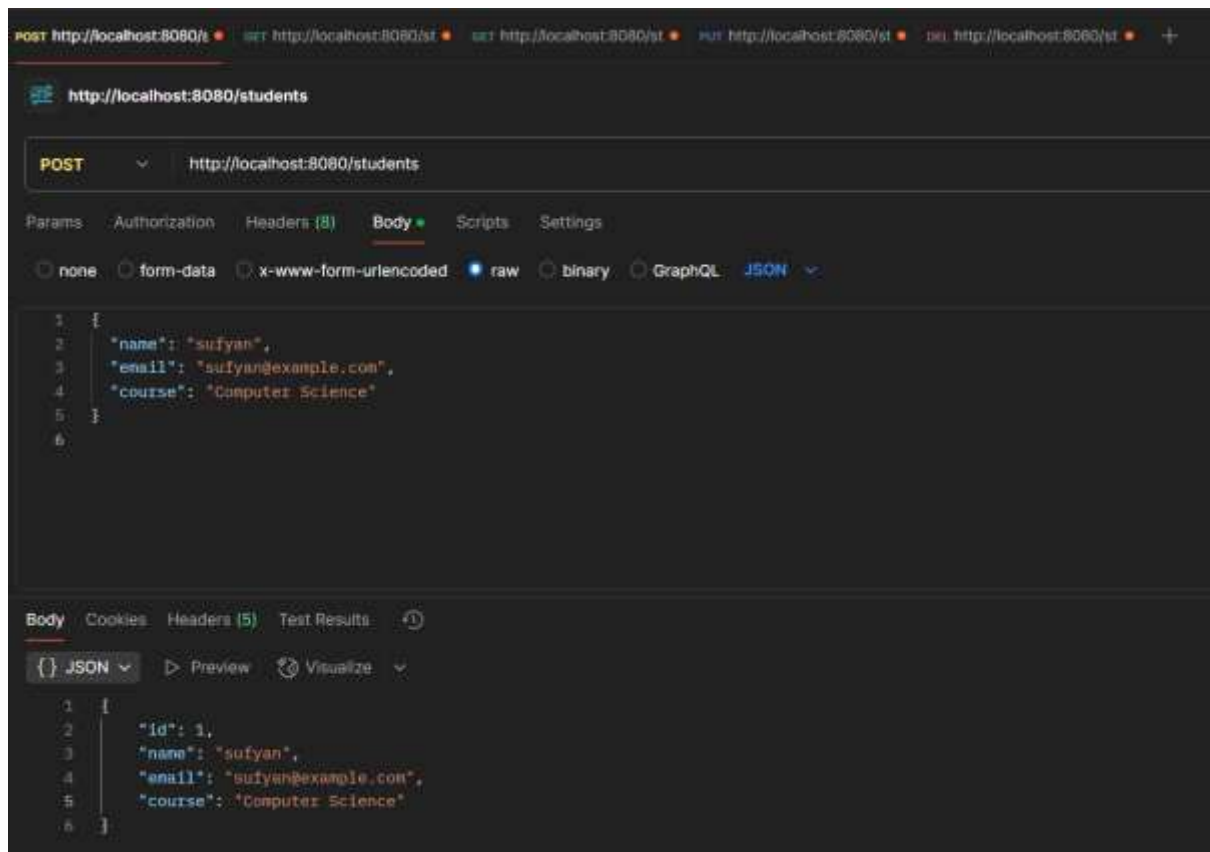 POST http://localhost:8080/s GET http://localhost:8080/st GET http://localhost:8080/st PUT http://localhost:8080/st DEL http://localhost:8080/st +
http://localhost:8080/students
POST http://localhost:8080/students
Params Authorization Headers (8) Body Scripts Settings
none form-data x-www-form-urlencoded raw binary GraphQL JSON
1 {
2 "name": "sufyan",
3 "email": "sufyan@example.com",
4 "course": "Computer Science"
5 }
6
Body Cookies Headers (5) Test Results
{} JSON Preview Visualize
1 {
2 "id": 1,
3 "name": "sufyan",
4 "email": "sufyan@example.com",
5 "course": "Computer Science"
6 }